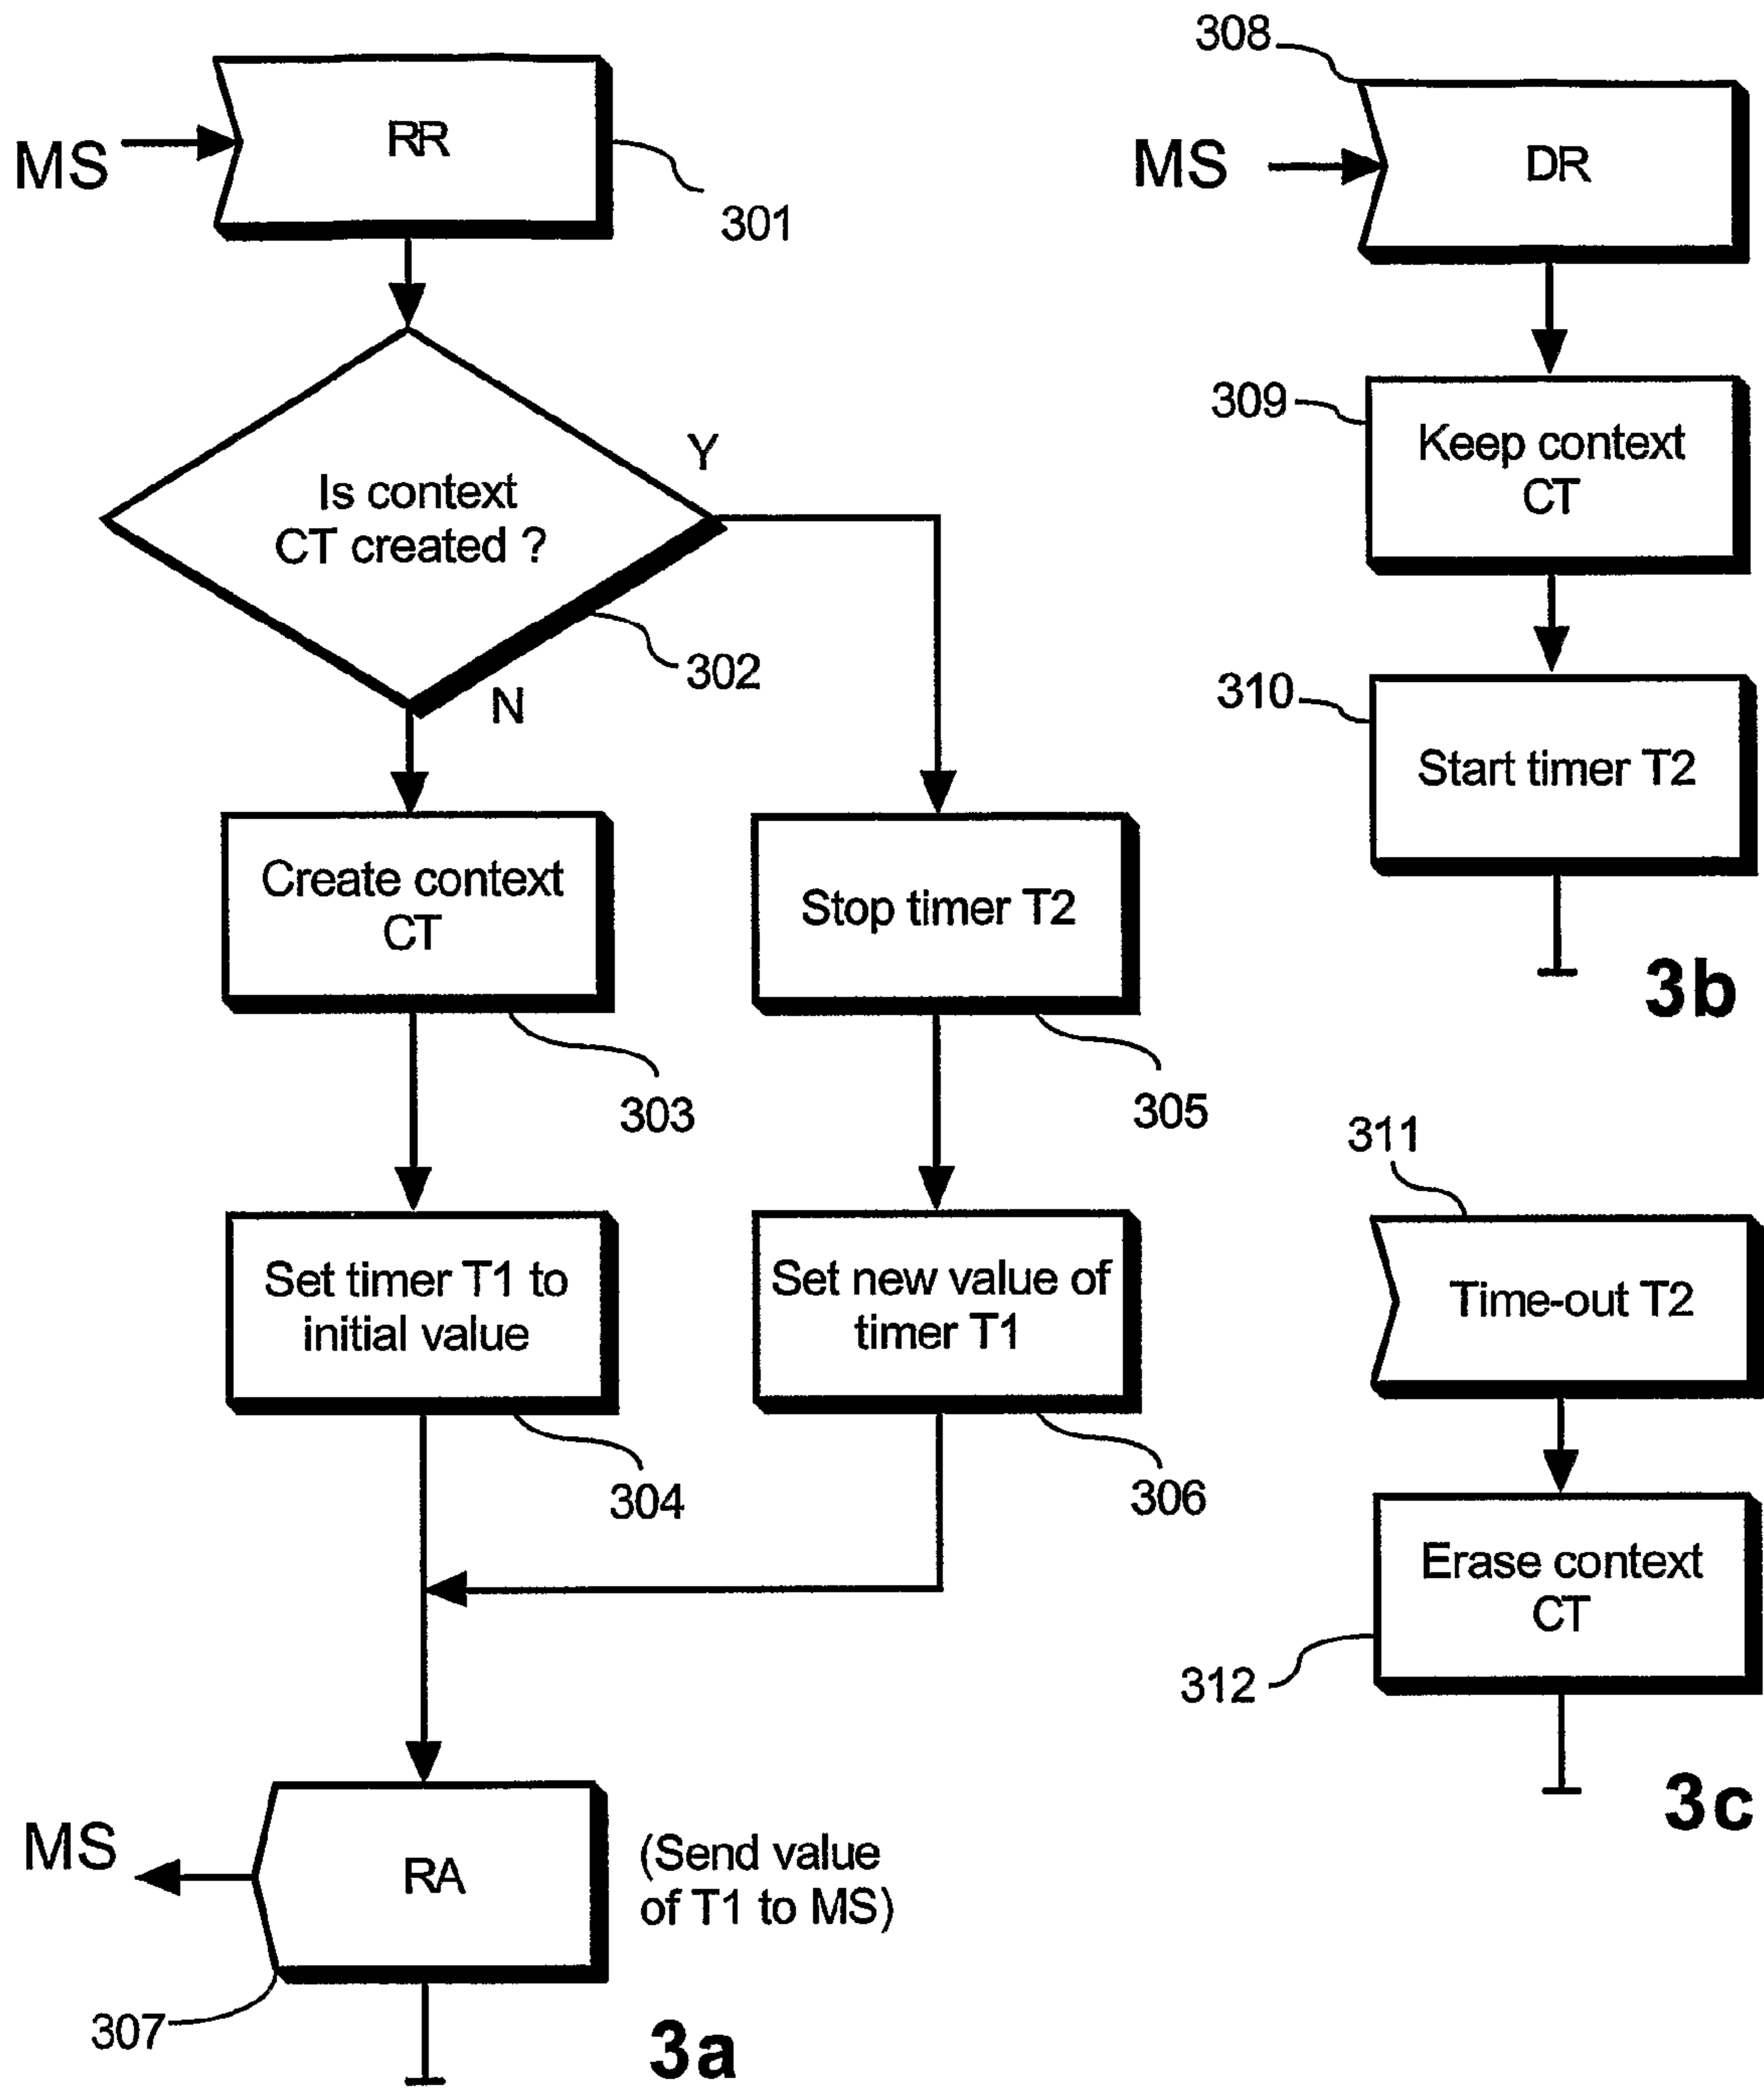 MS
RR
301
Is context
CT created ?
Y
302
N
Create context
CT
303
Stop timer T2
305
Set timer T1 to
initial value
304
Set new value of
timer T1
306
MS
RA
(Send value
of T1 to MS)
307
3a
308
MS
DR
309
Keep context
CT
310
Start timer T2
3b
311
Time-out T2
Erase context
CT
312
3c